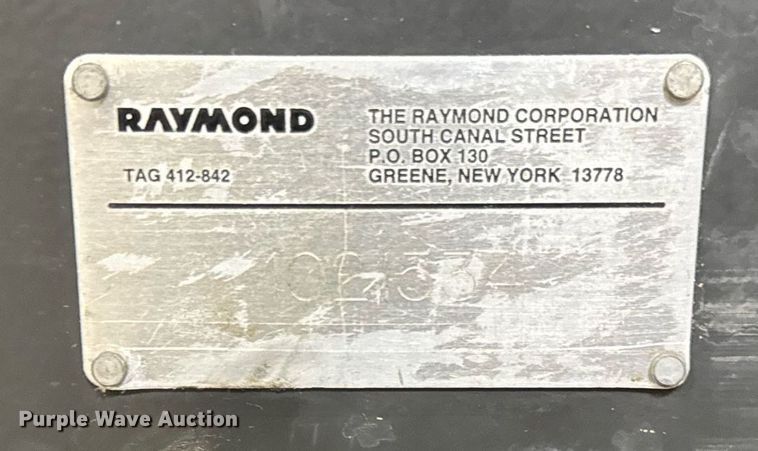 RAYMOND
TAG 412-842
THE RAYMOND CORPORATION
SOUTH CANAL STREET
P.O. BOX 130
GREENE, NEW YORK 13778
Purple Wave Auction